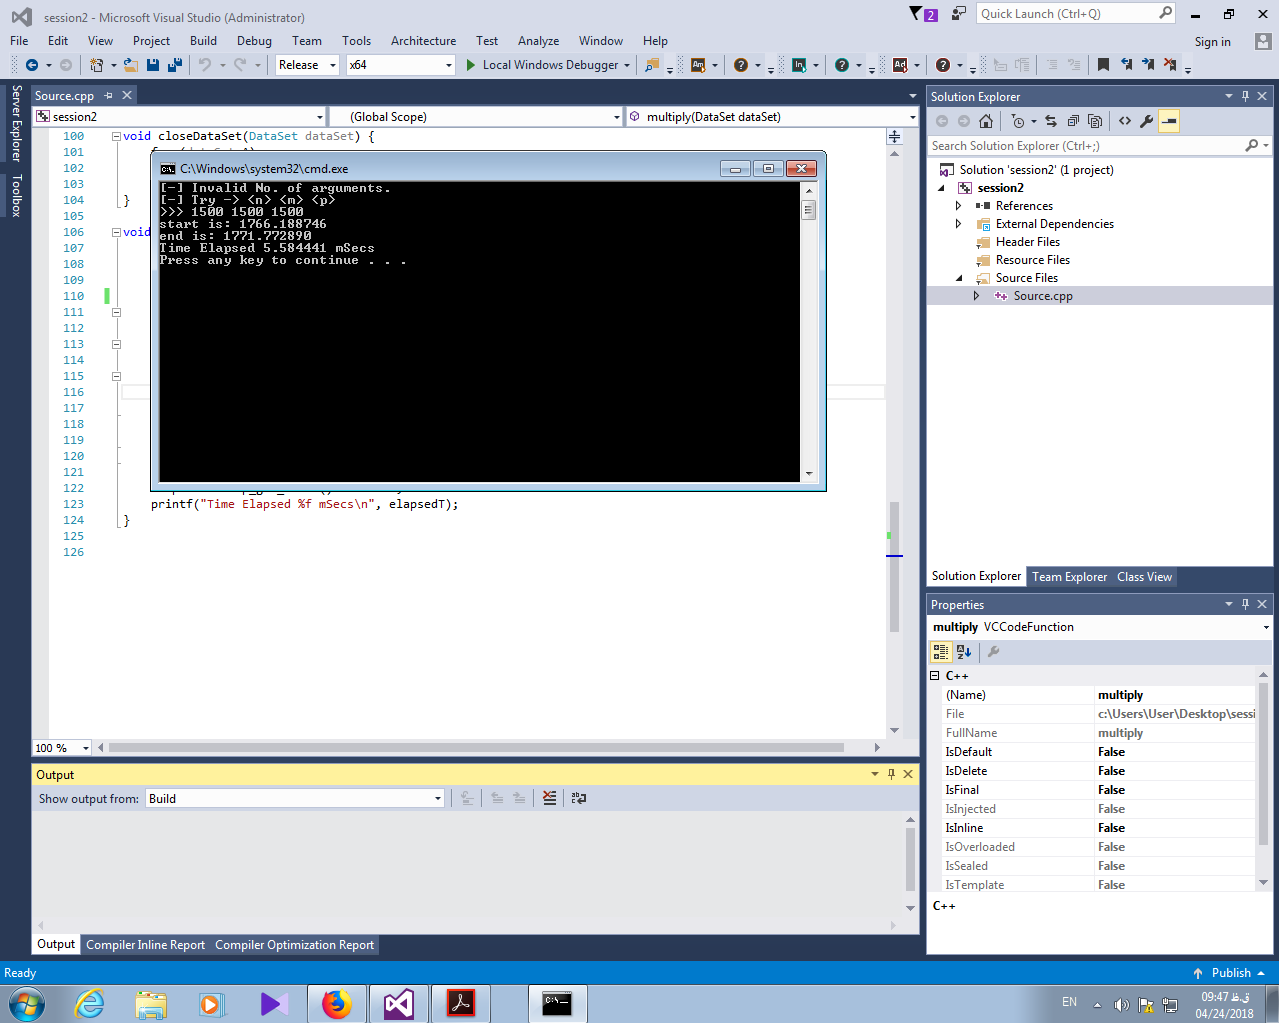 session2 - Microsoft Visual Studio (Administrator)
2
Quick Launch (Ctrl+Q)
File Edit View Project Build Debug Team Tools Architecture Test Analyze Window Help
Sign in
Release x64 Local Windows Debugger
Server Explorer
Toolbox
Source.cpp
session2 (Global Scope) multiply(DataSet dataSet)
100 void closeDataSet(DataSet dataSet) {
101
102
103
104 }
105
106 void
107
108
109
110
111
112
113
114
115
116
117
118
119
120
121
122
123 printf("Time Elapsed %f mSecs\n", elapsedT);
124 }
125
126
C:\Windows\system32\cmd.exe
[-] Invalid No. of arguments.
[-] Try -> <n> <m> <p>
>>> 1500 1500 1500
start is: 1766.188746
end is: 1771.772890
Time Elapsed 5.584441 mSecs
Press any key to continue . . .
100 %
Output
Show output from: Build
Output Compiler Inline Report Compiler Optimization Report
Solution Explorer
Search Solution Explorer (Ctrl+;)
Solution 'session2' (1 project)
session2
References
External Dependencies
Header Files
Resource Files
Source Files
Source.cpp
Solution Explorer Team Explorer Class View
Properties
multiply VCCodeFunction
C++
(Name) multiply
File c:\Users\User\Desktop\sessi
FullName multiply
IsDefault False
IsDelete False
IsFinal False
IsInjected False
IsInline False
IsOverloaded False
IsSealed False
IsTemplate False
C++
Ready
Publish
EN
09:47 ق.ظ
04/24/2018